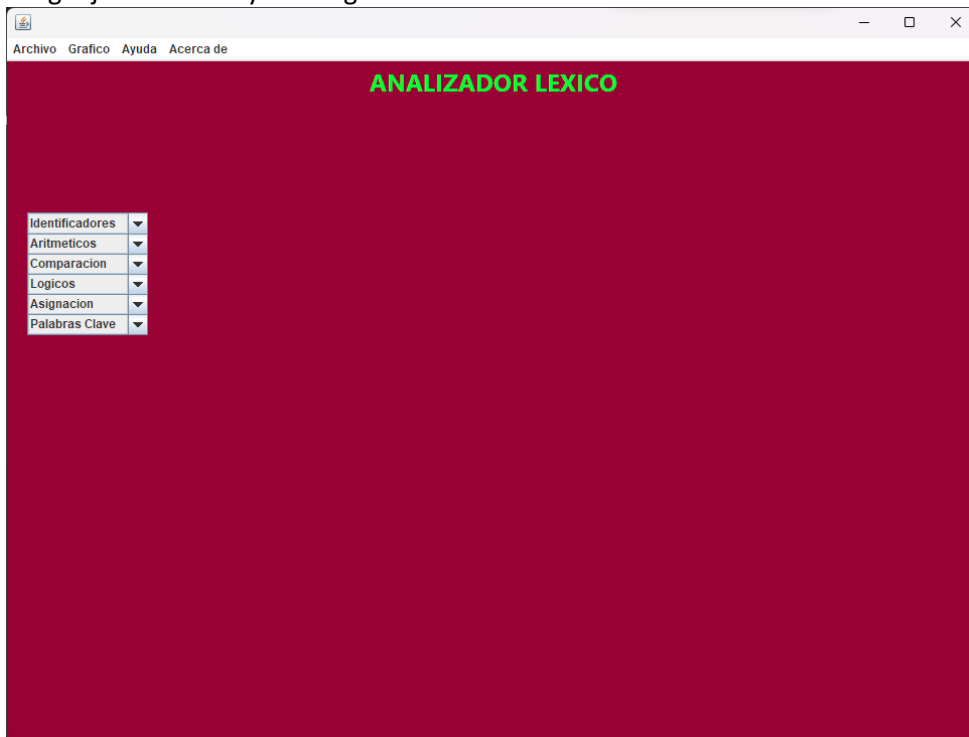 Archivo Grafico Ayuda Acerca de
ANALIZADOR LEXICO
Identificadores
Aritmeticos
Comparacion
Logicos
Asignacion
Palabras Clave